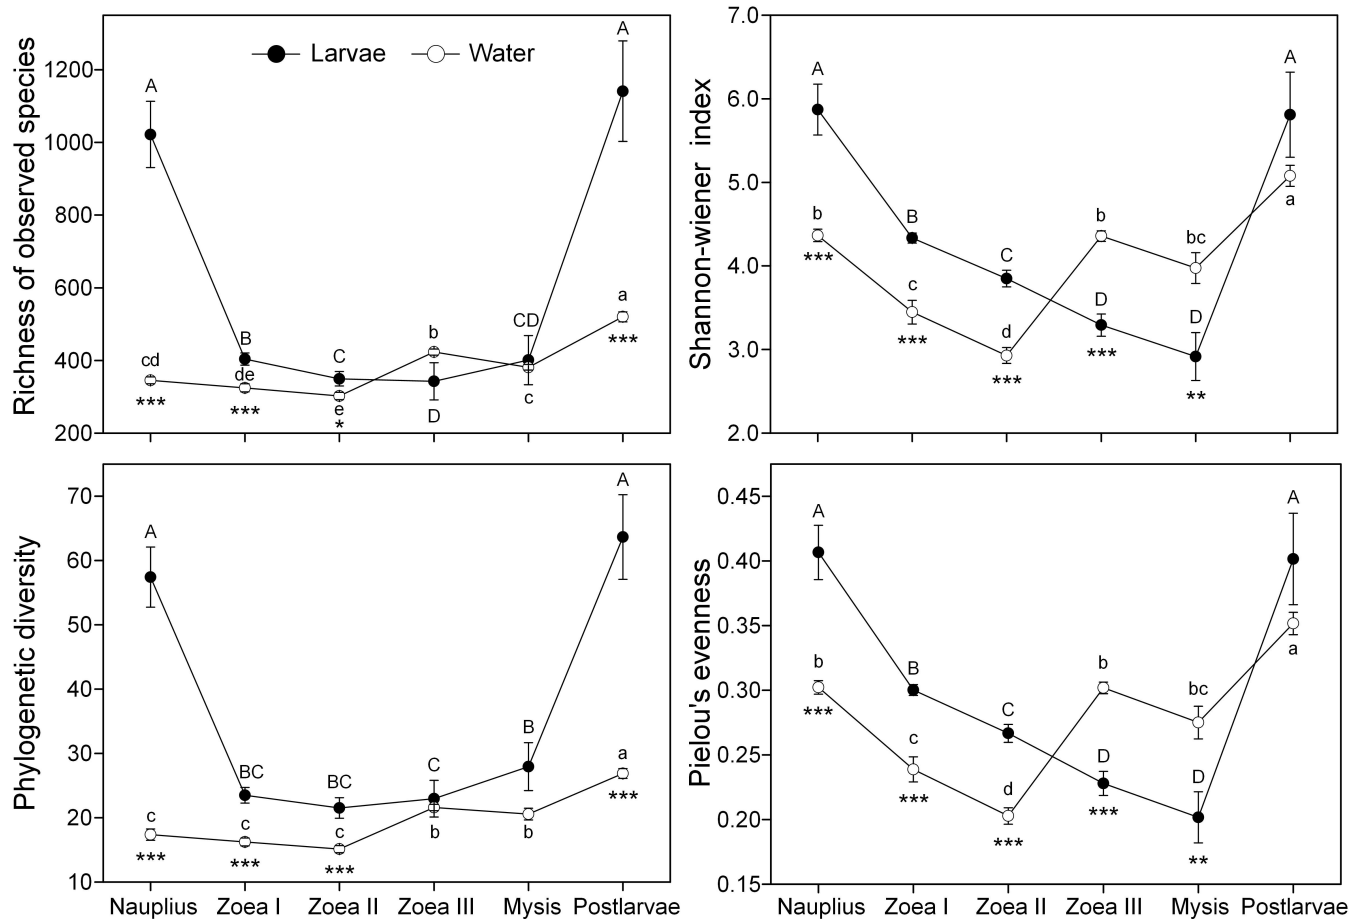 Richness of observed species
1200
1000
800
600
400
200
Larvae
Water
A
B
C
D
CD
A
cd
de
e
b
c
a
***
***
*
***
Shannon-wiener index
7.0
6.0
5.0
4.0
3.0
2.0
A
B
C
D
D
A
b
c
d
b
bc
a
***
***
***
***
**
Phylogenetic diversity
70
60
50
40
30
20
10
A
BC
BC
C
B
A
c
c
c
b
b
a
***
***
***
***
Nauplius Zoea I Zoea II Zoea III Mysis Postlarvae
Pielou's evenness
0.45
0.40
0.35
0.30
0.25
0.20
0.15
A
B
C
D
D
A
b
c
d
b
bc
a
***
***
***
***
**
Nauplius Zoea I Zoea II Zoea III Mysis Postlarvae